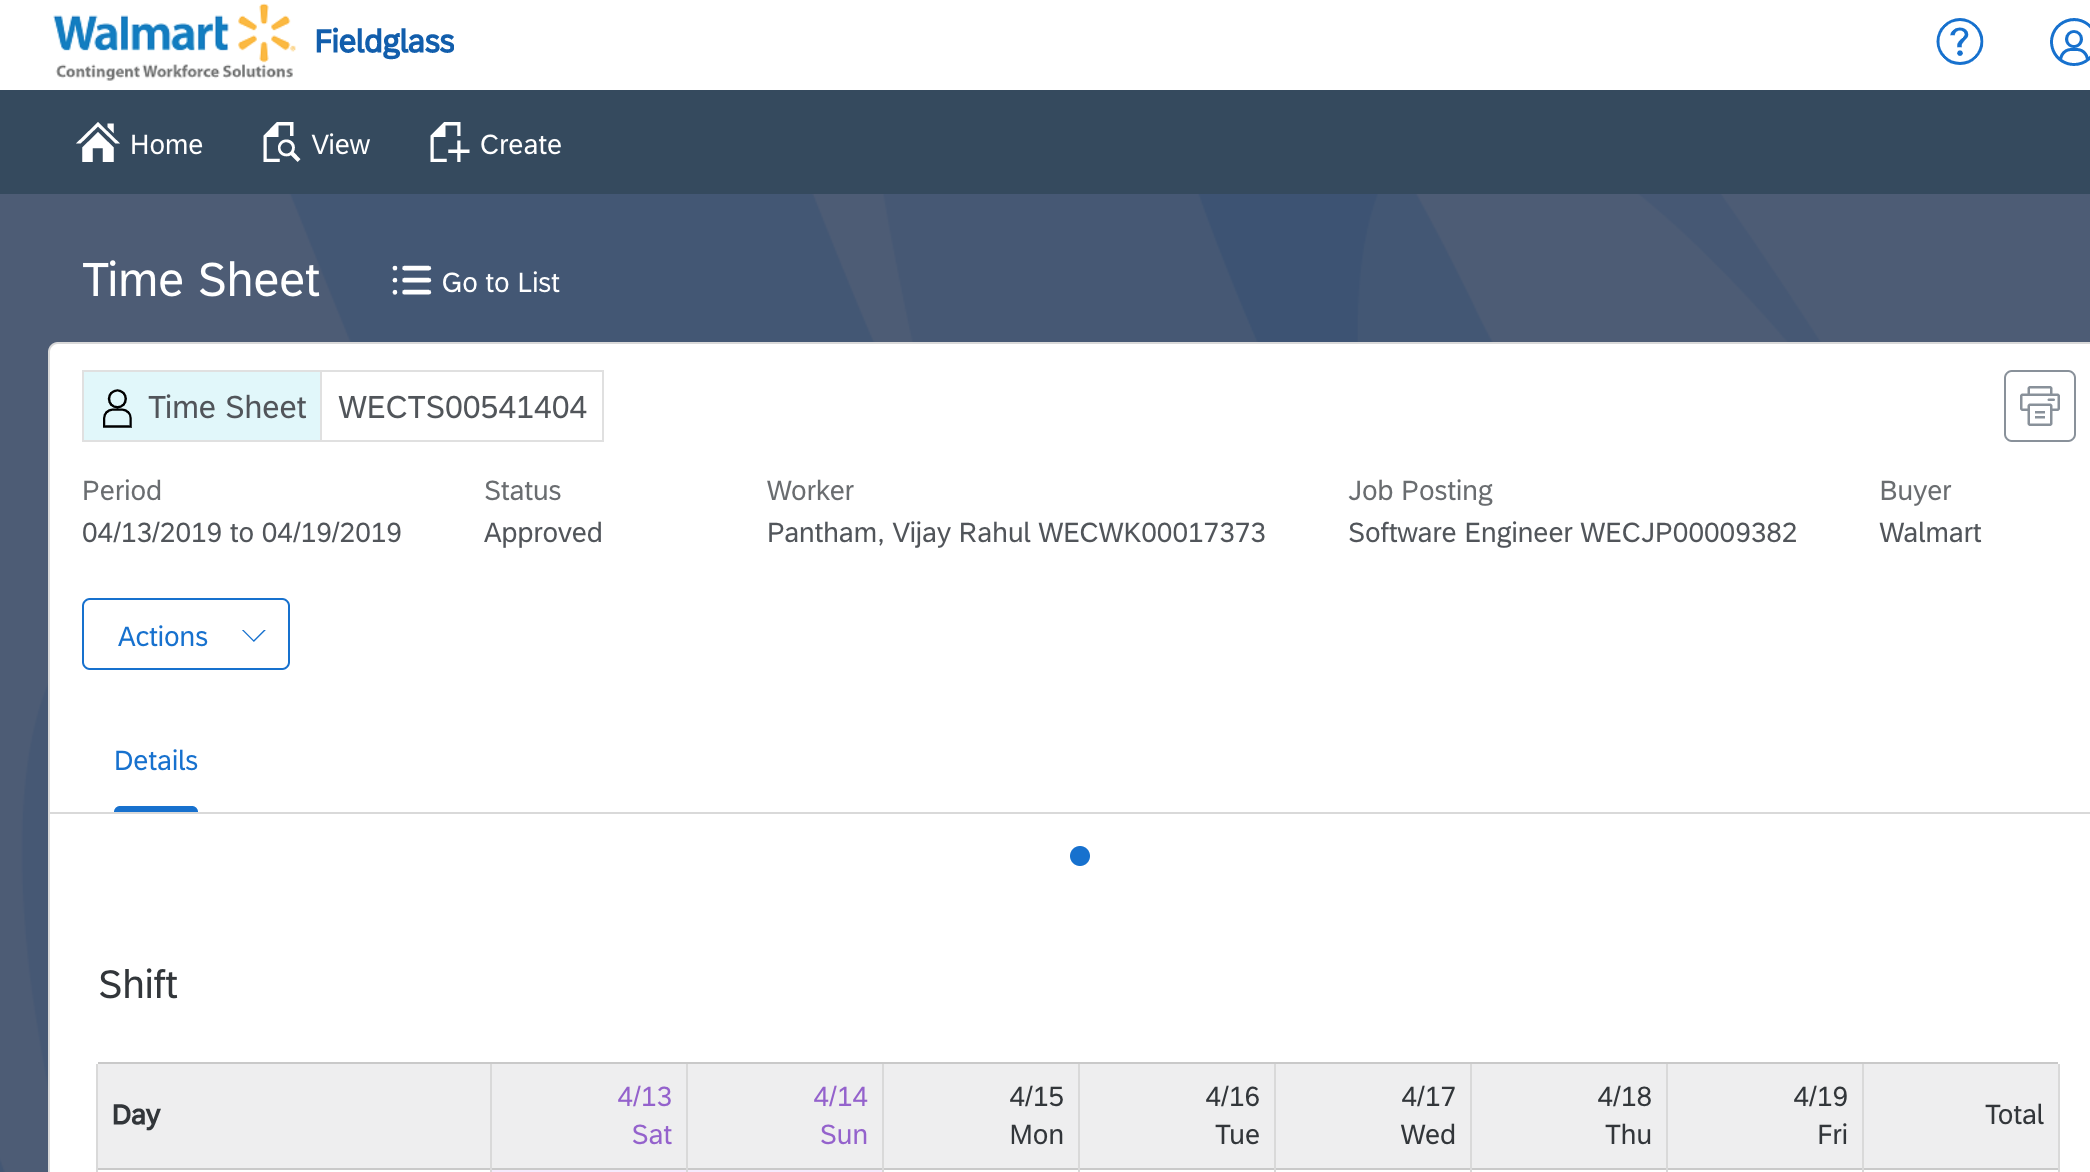 Walmart Fieldglass
Contingent Workforce Solutions
Home View Create
Time Sheet Go to List
Time Sheet WECTS00541404
Period Status Worker Job Posting Buyer
04/13/2019 to 04/19/2019 Approved Pantham, Vijay Rahul WECWK00017373 Software Engineer WECJP00009382 Walmart
Actions
Details
Shift
Day 4/13 Sat 4/14 Sun 4/15 Mon 4/16 Tue 4/17 Wed 4/18 Thu 4/19 Fri Total